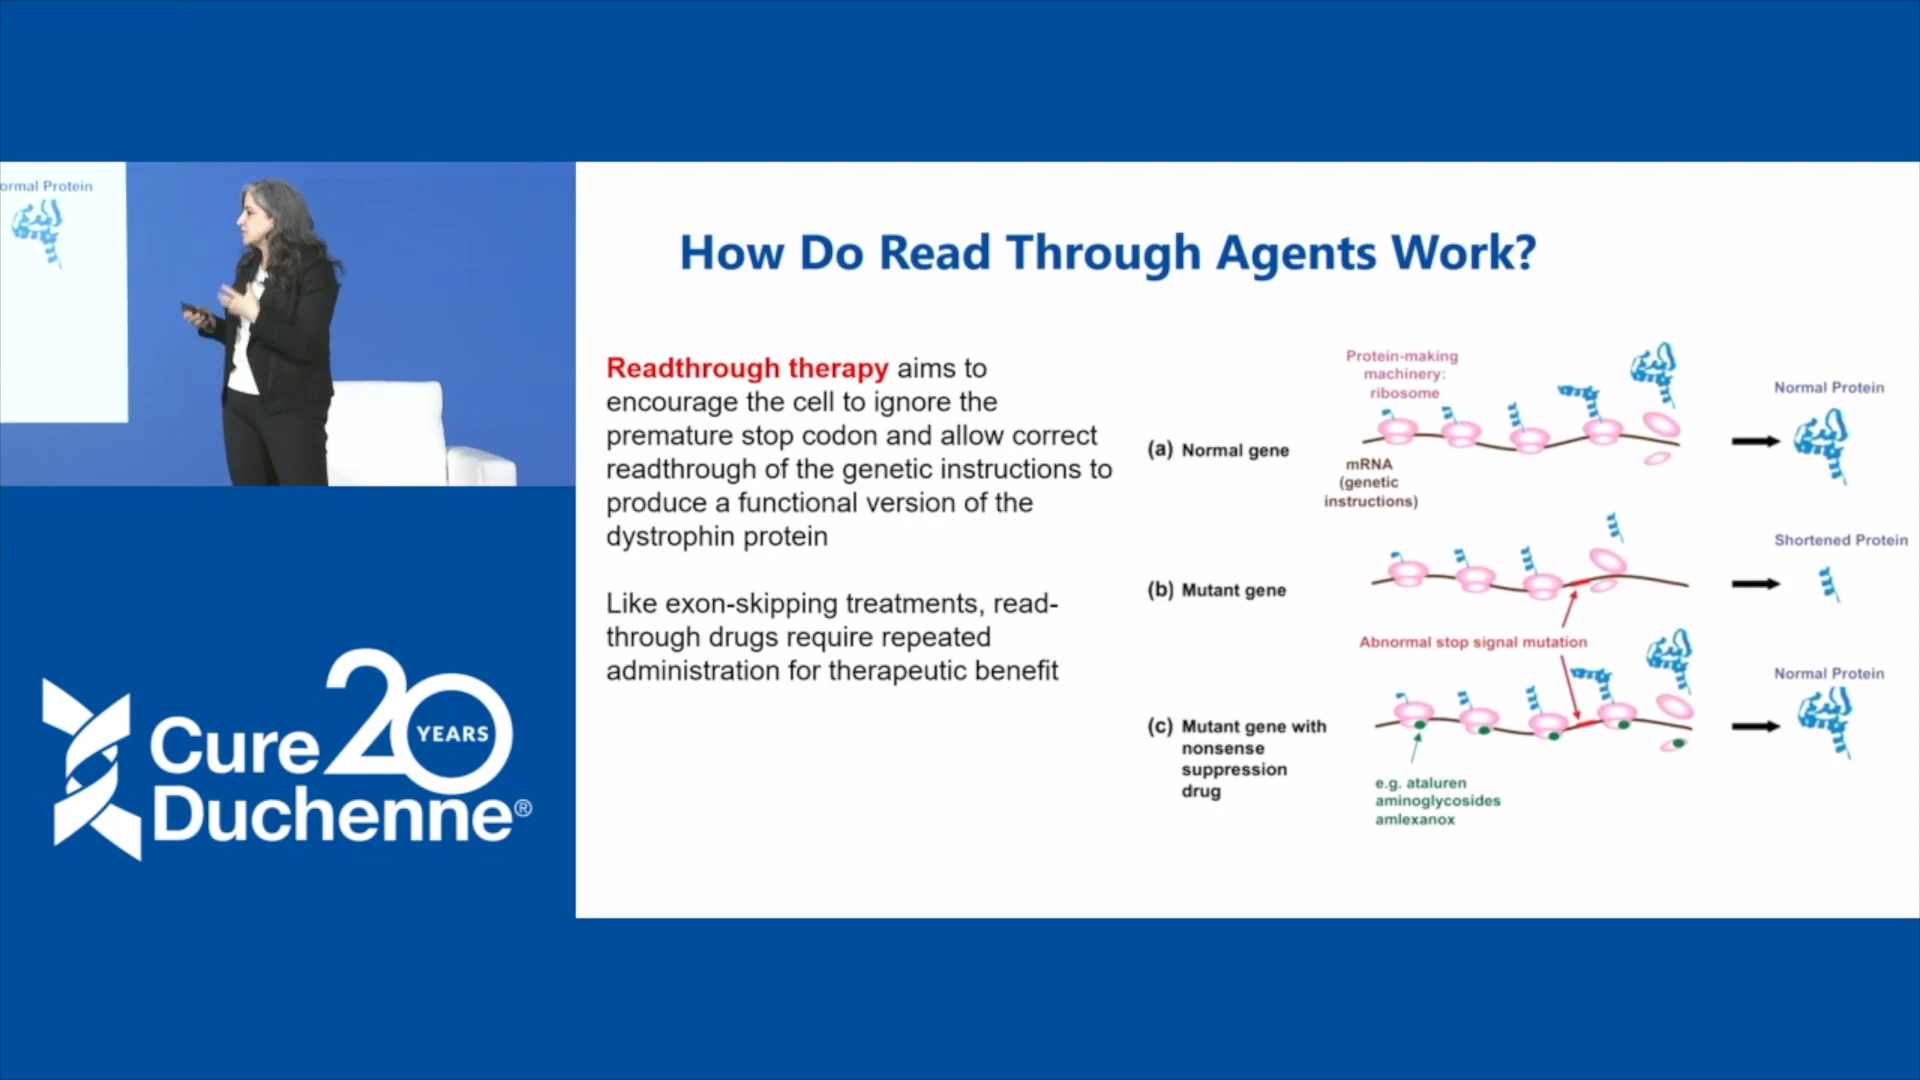 ormal Protein
How Do Read Through Agents Work?
Readthrough therapy aims to
encourage the cell to ignore the
premature stop codon and allow correct
readthrough of the genetic instructions to
produce a functional version of the
dystrophin protein
Like exon-skipping treatments, read-
through drugs require repeated
administration for therapeutic benefit
Protein-making
machinery:
ribosome
Normal Protein
(a) Normal gene
mRNA
(genetic
instructions)
Shortened Protein
(b) Mutant gene
Abnormal stop signal mutation
Normal Protein
(c) Mutant gene with
nonsense
suppression
drug
e.g. ataluren
aminoglycosides
amlexanox
Cure 20 YEARS
Duchenne®